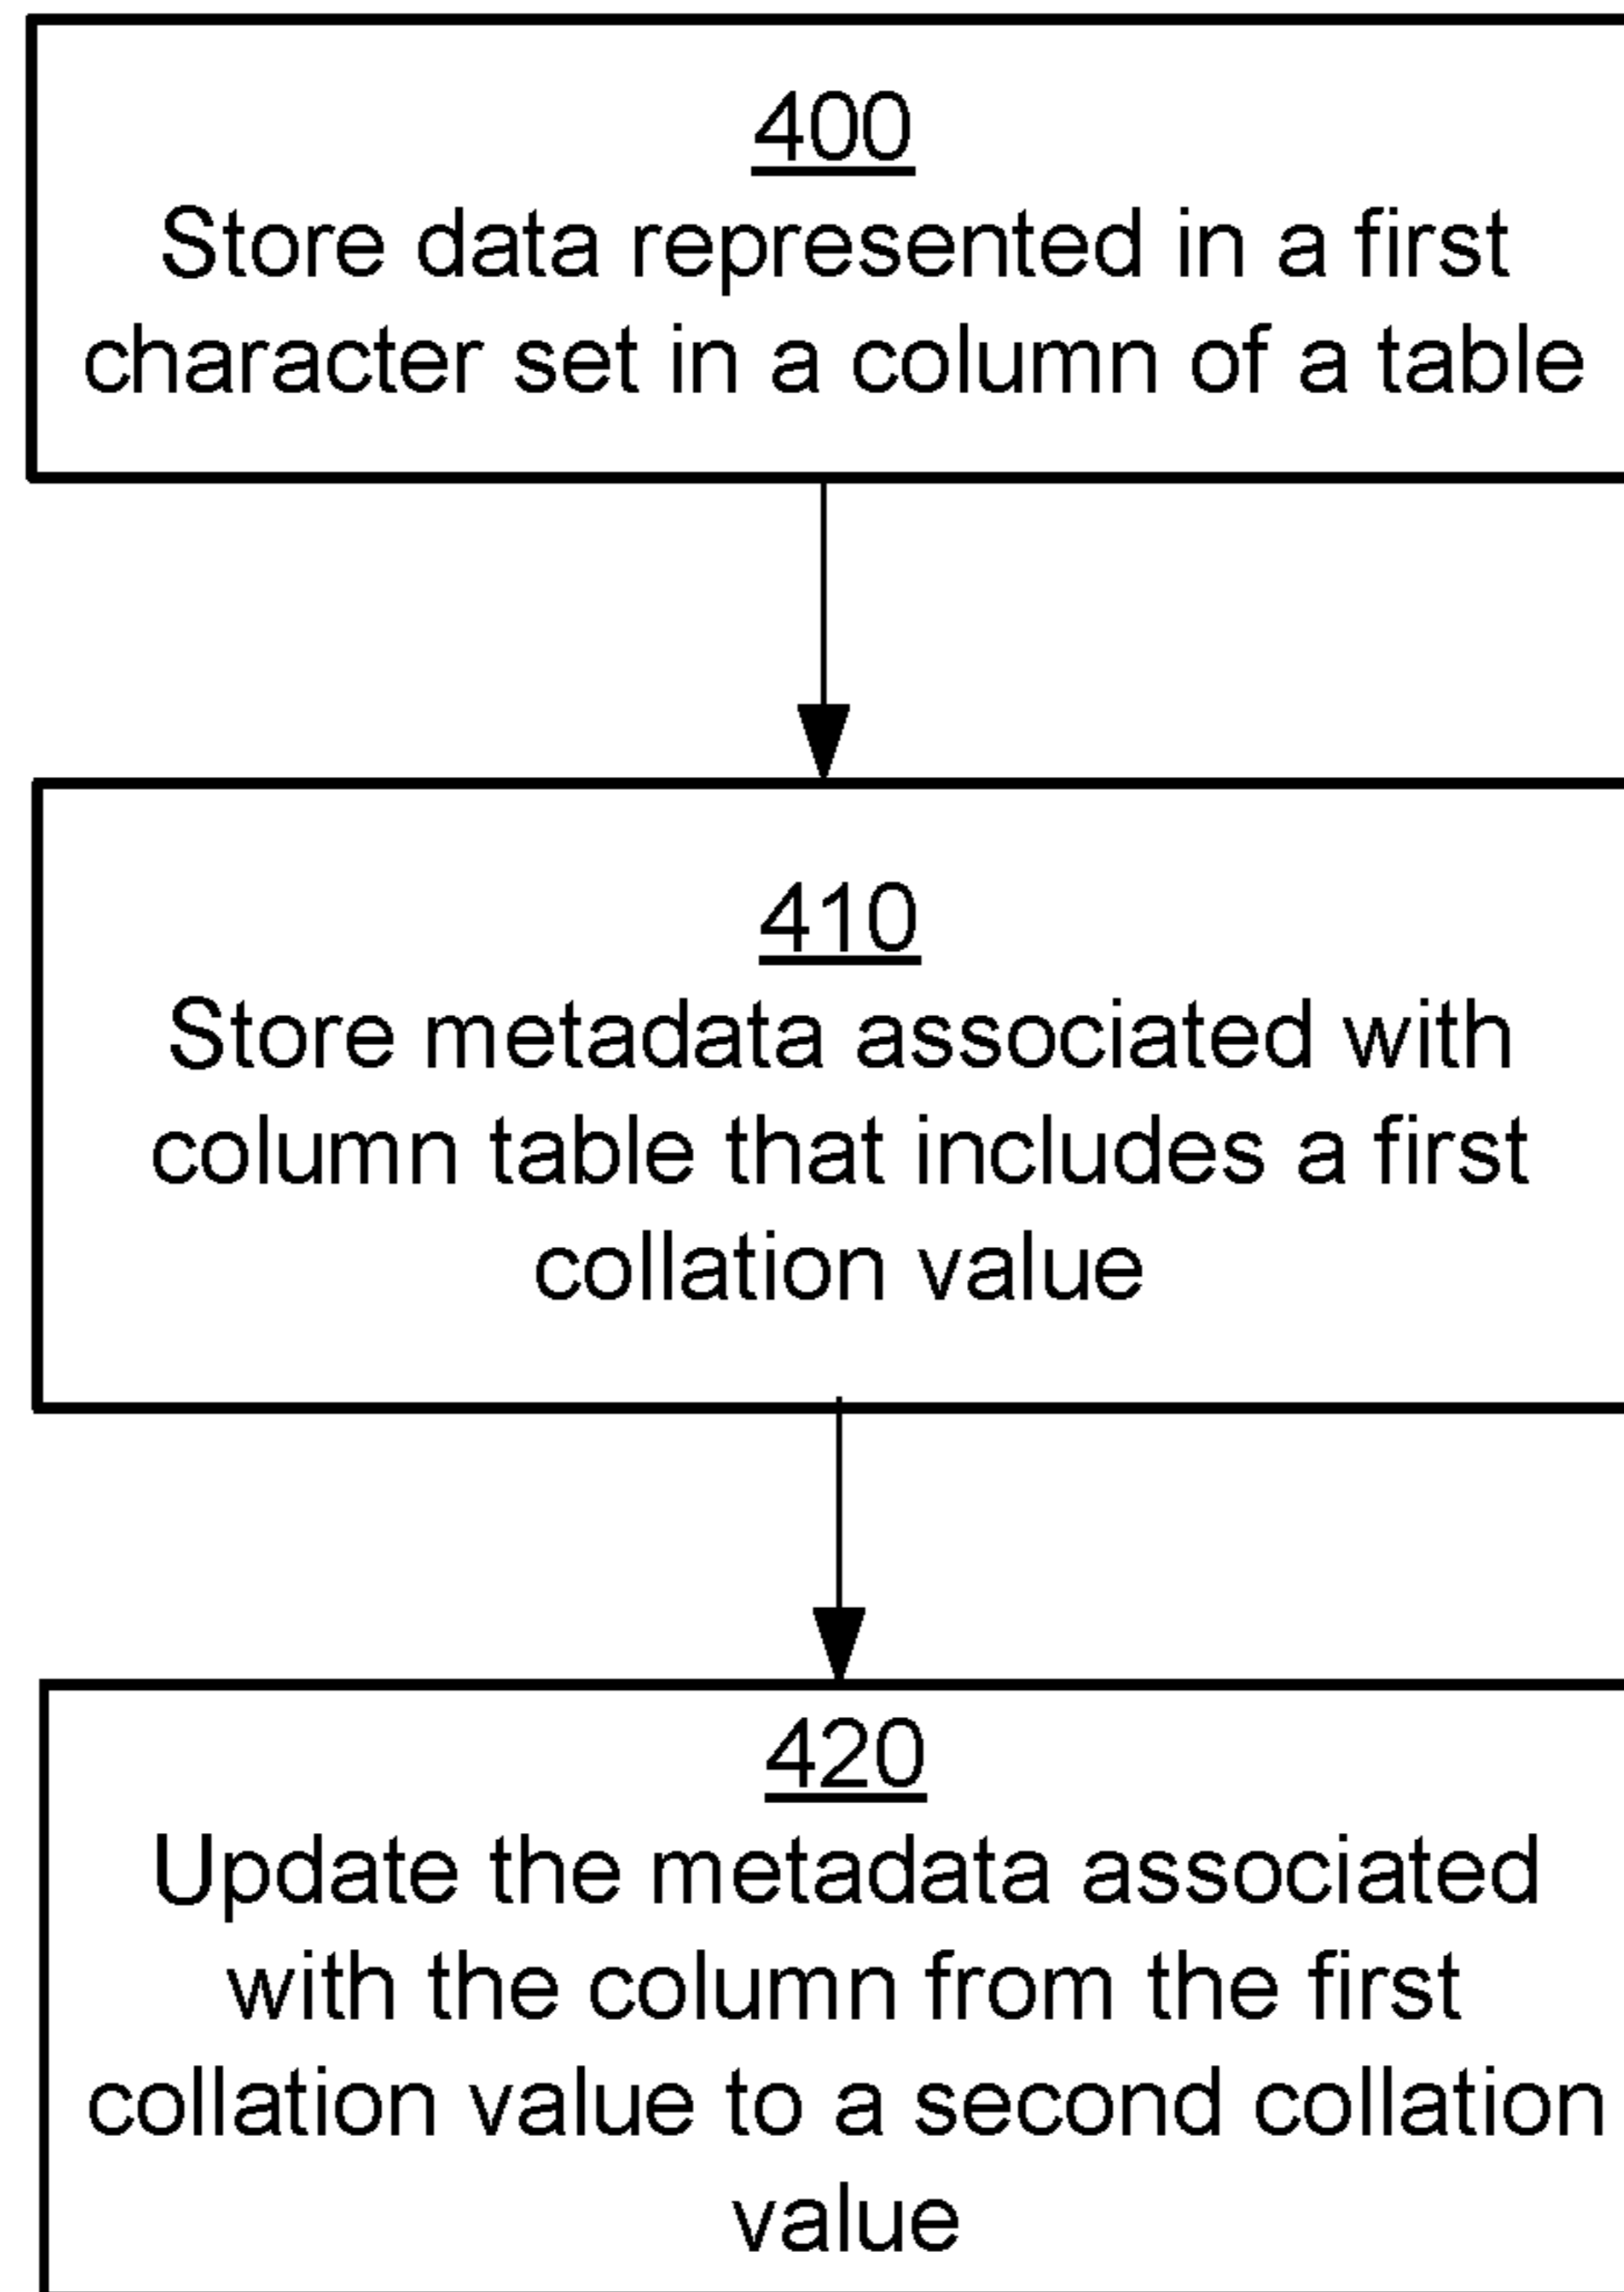 400
Store data represented in a first
character set in a column of a table
410
Store metadata associated with
column table that includes a first
collation value
420
Update the metadata associated
with the column from the first
collation value to a second collation
value